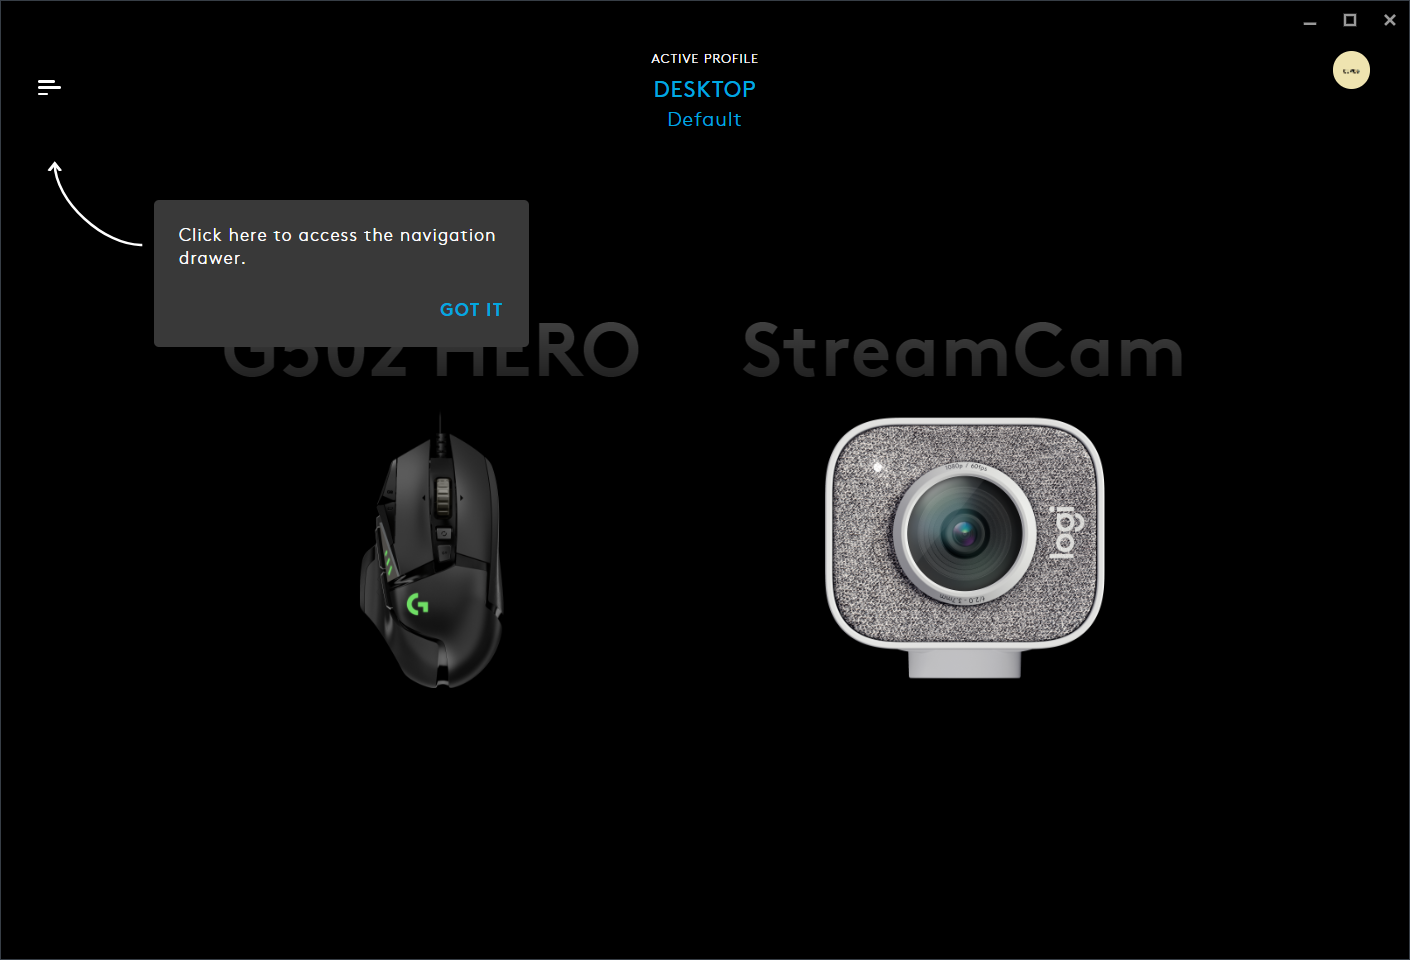 ACTIVE PROFILE
DESKTOP
Default
Click here to access the navigation
drawer.
GOT IT
G502 HERO
StreamCam
1080p / 60fps
logi
f/2.0 3.7mm